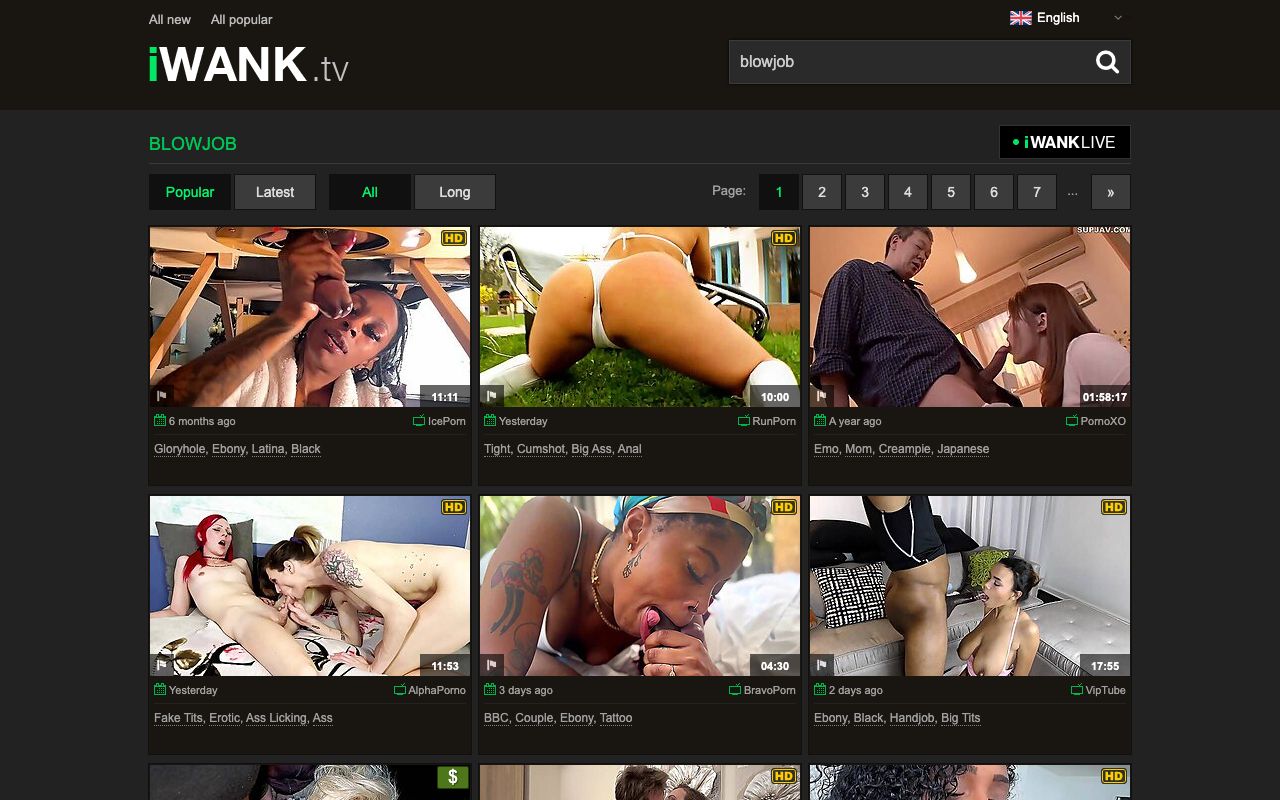 All new All popular English
iWANK.tv
blowjob
BLOWJOB
iWANKLIVE
Popular Latest All Long Page: 1 2 3 4 5 6 7 ... »
HD HD SUPJAV.COM
11:11 10:00 01:58:17
6 months ago IcePorn Yesterday RunPorn A year ago PornoXO
Gloryhole, Ebony, Latina, Black Tight, Cumshot, Big Ass, Anal Emo, Mom, Creampie, Japanese
HD HD HD
11:53 04:30 17:55
Yesterday AlphaPorno 3 days ago BravoPorn 2 days ago VipTube
Fake Tits, Erotic, Ass Licking, Ass BBC, Couple, Ebony, Tattoo Ebony, Black, Handjob, Big Tits
$ HD HD